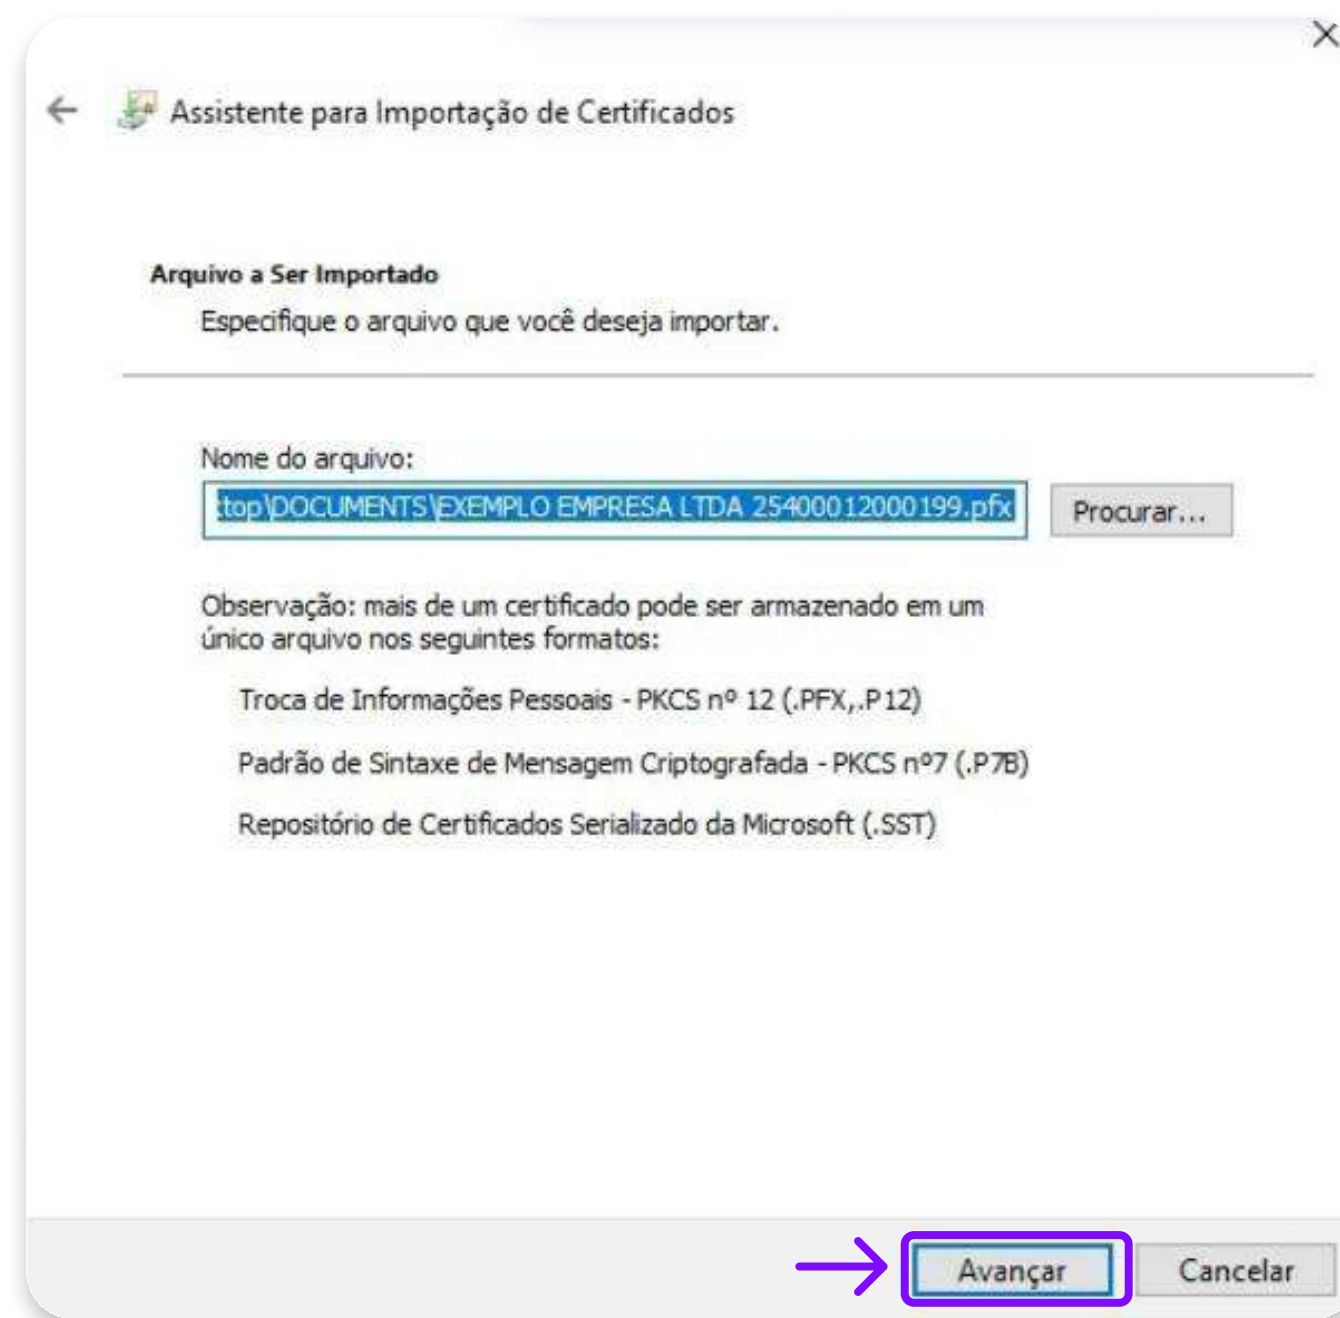 Assistente para Importação de Certificados
Arquivo a Ser Importado
Especifique o arquivo que você deseja importar.
Nome do arquivo:
top\DOCUMENTS\EXEMPLO EMPRESA LTDA 25400012000199.pfx
Procurar...
Observação: mais de um certificado pode ser armazenado em um
único arquivo nos seguintes formatos:
Troca de Informações Pessoais - PKCS nº 12 (.PFX,.P12)
Padrão de Sintaxe de Mensagem Criptografada - PKCS nº7 (.P7B)
Repositório de Certificados Serializado da Microsoft (.SST)
Avançar
Cancelar